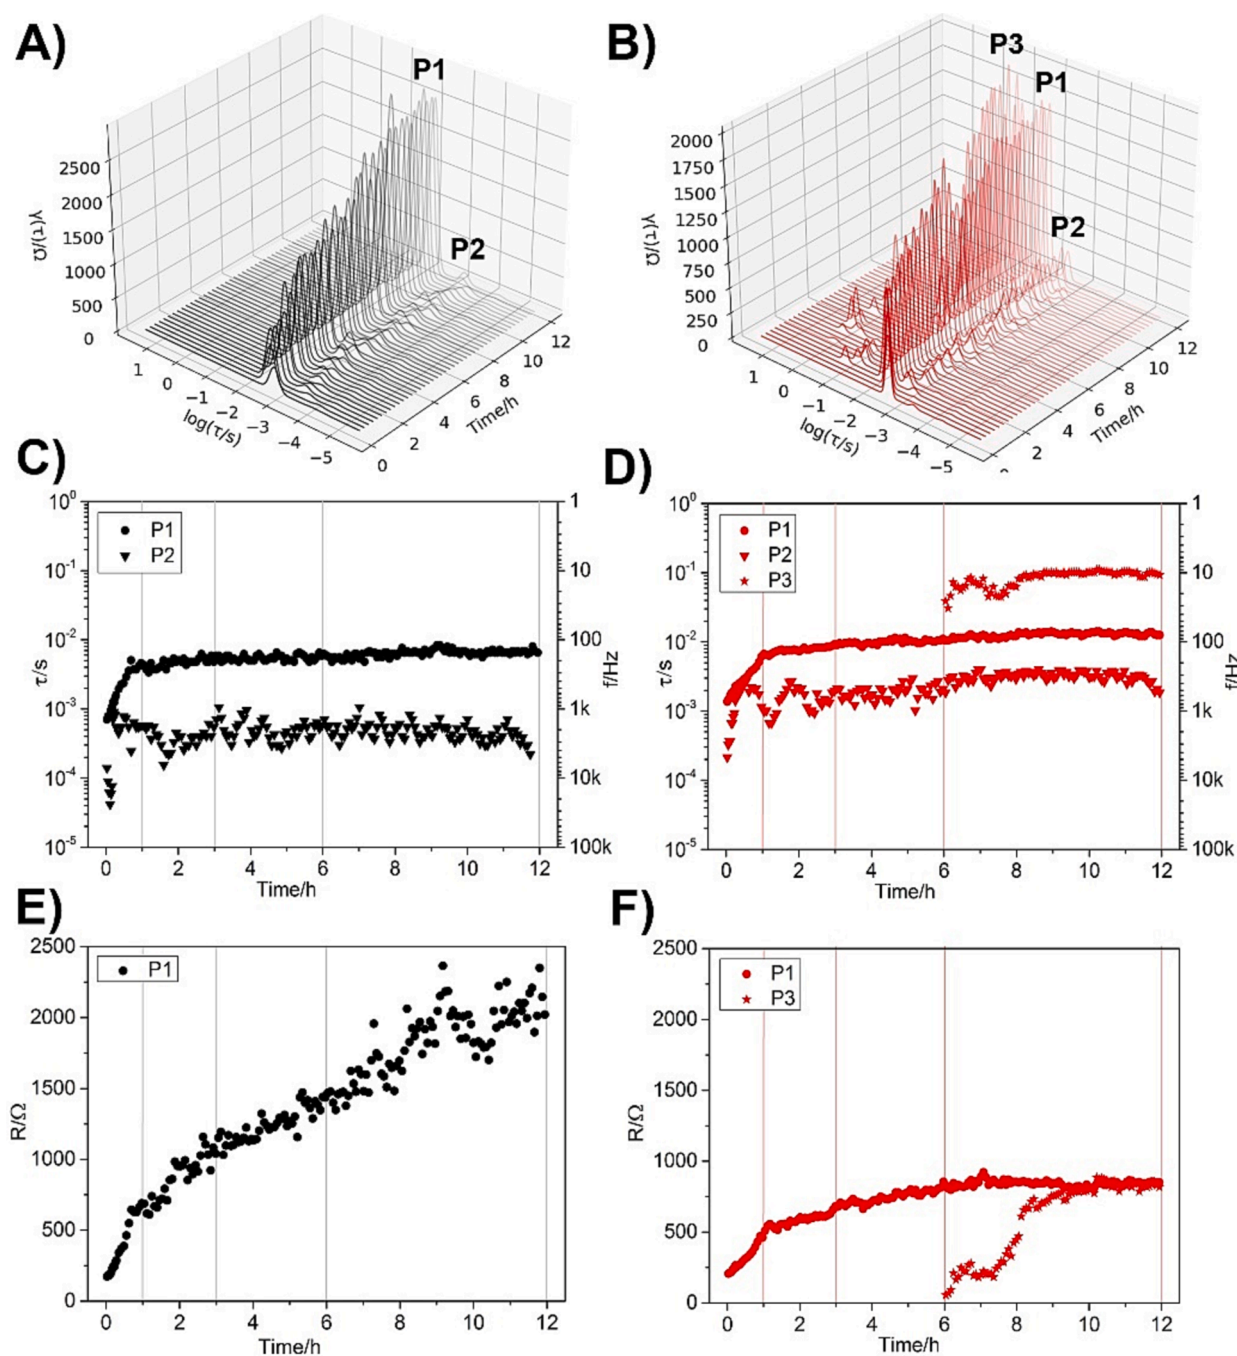 A)
P1
P2
γ(τ)/Ω
2500
2000
1500
1000
500
0
1
0
−1
−2
−3
−4
−5
log(τ/s)
0
2
4
6
8
10
12
Time/h
B)
P3
P1
P2
γ(τ)/Ω
2000
1750
1500
1250
1000
750
500
250
0
1
0
−1
−2
−3
−4
−5
log(τ/s)
2
4
6
8
10
12
Time/h
C)
P1
P2
τ/s
10⁰
10⁻¹
10⁻²
10⁻³
10⁻⁴
10⁻⁵
1
10
100
1k
10k
100k
f/Hz
0 2 4 6 8 10 12
Time/h
D)
P1
P2
P3
τ/s
10⁰
10⁻¹
10⁻²
10⁻³
10⁻⁴
10⁻⁵
1
10
100
1k
10k
100k
f/Hz
0 2 4 6 8 10 12
Time/h
E)
P1
R/Ω
2500
2000
1500
1000
500
0
0 2 4 6 8 10 12
Time/h
F)
P1
P3
R/Ω
2500
2000
1500
1000
500
0
0 2 4 6 8 10 12
Time/h